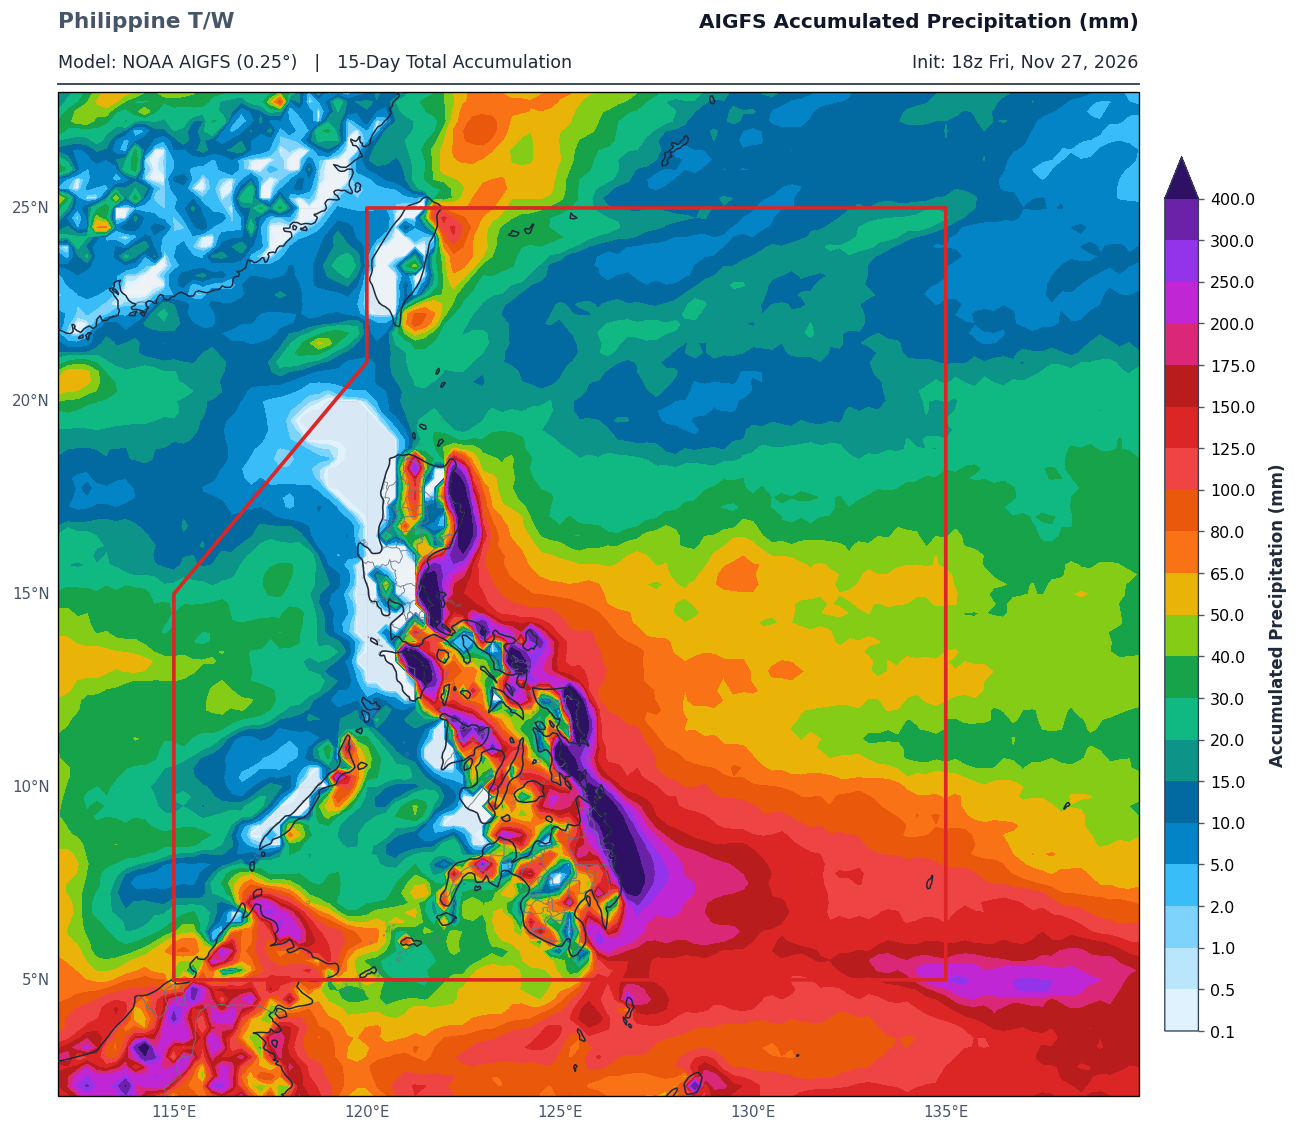 Philippine T/W
AIGFS Accumulated Precipitation (mm)
Model: NOAA AIGFS (0.25°) | 15-Day Total Accumulation
Init: 18z Fri, Nov 27, 2026
25°N
20°N
15°N
10°N
5°N
115°E
120°E
125°E
130°E
135°E
400.0
300.0
250.0
200.0
175.0
150.0
125.0
100.0
80.0
65.0
50.0
40.0
30.0
20.0
15.0
10.0
5.0
2.0
1.0
0.5
0.1
Accumulated Precipitation (mm)